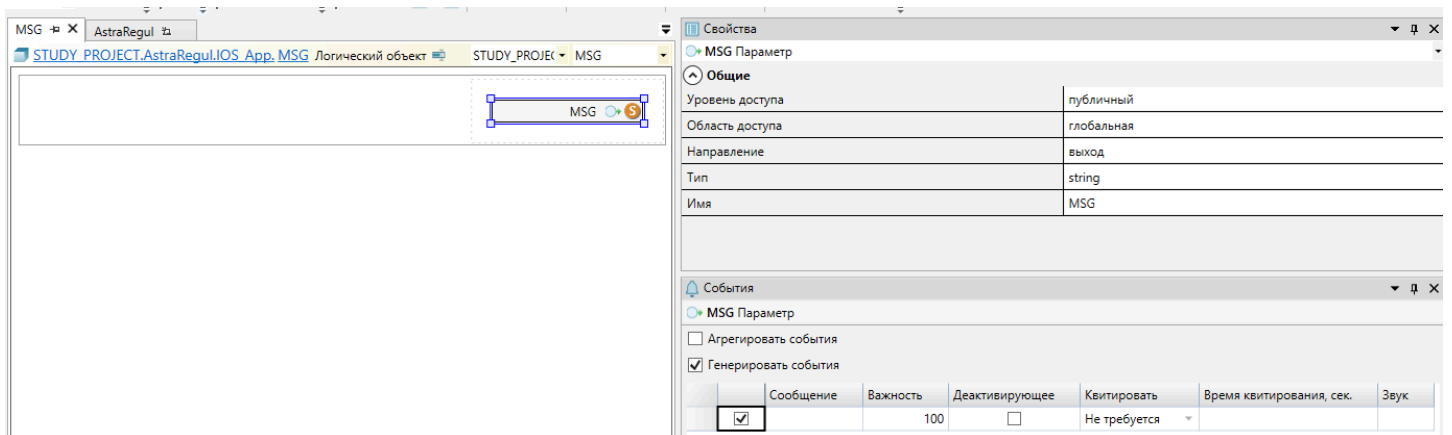 MSG
AstraRegul
STUDY_PROJECT.AstraRegul.IOS_App. MSG Логический объект
STUDY_PROJE(
MSG
MSG
S
Свойства
MSG Параметр
Общие
Уровень доступа публичный
Область доступа глобальная
Направление выход
Тип string
Имя MSG
События
MSG Параметр
Агрегировать события
Генерировать события
Сообщение Важность Деактивирующее Квитировать Время квитирования, сек. Звук
100 Не требуется